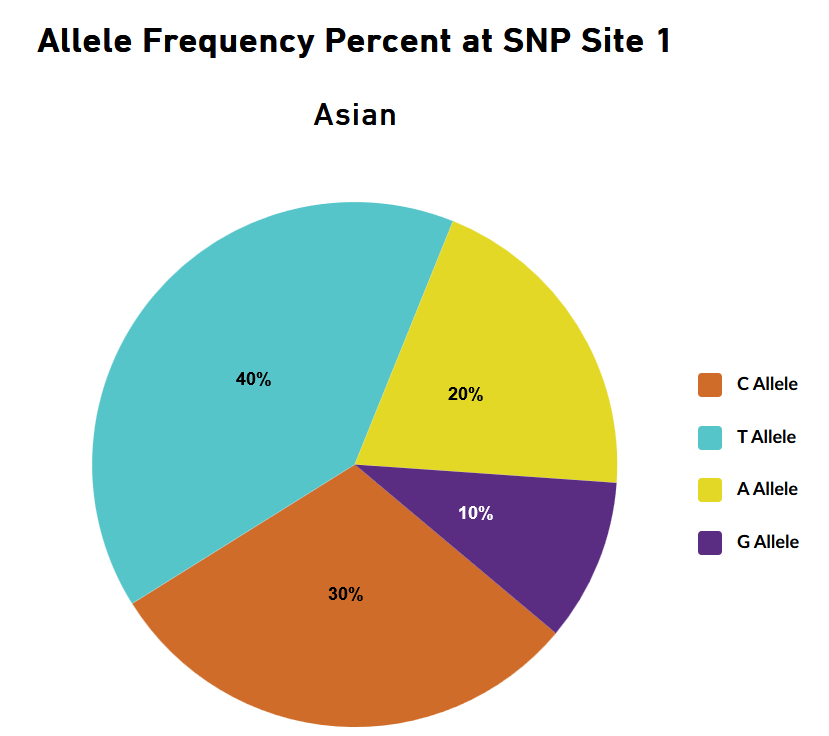 Allele Frequency Percent at SNP Site 1
Asian
40%
20%
10%
30%
C Allele
T Allele
A Allele
G Allele